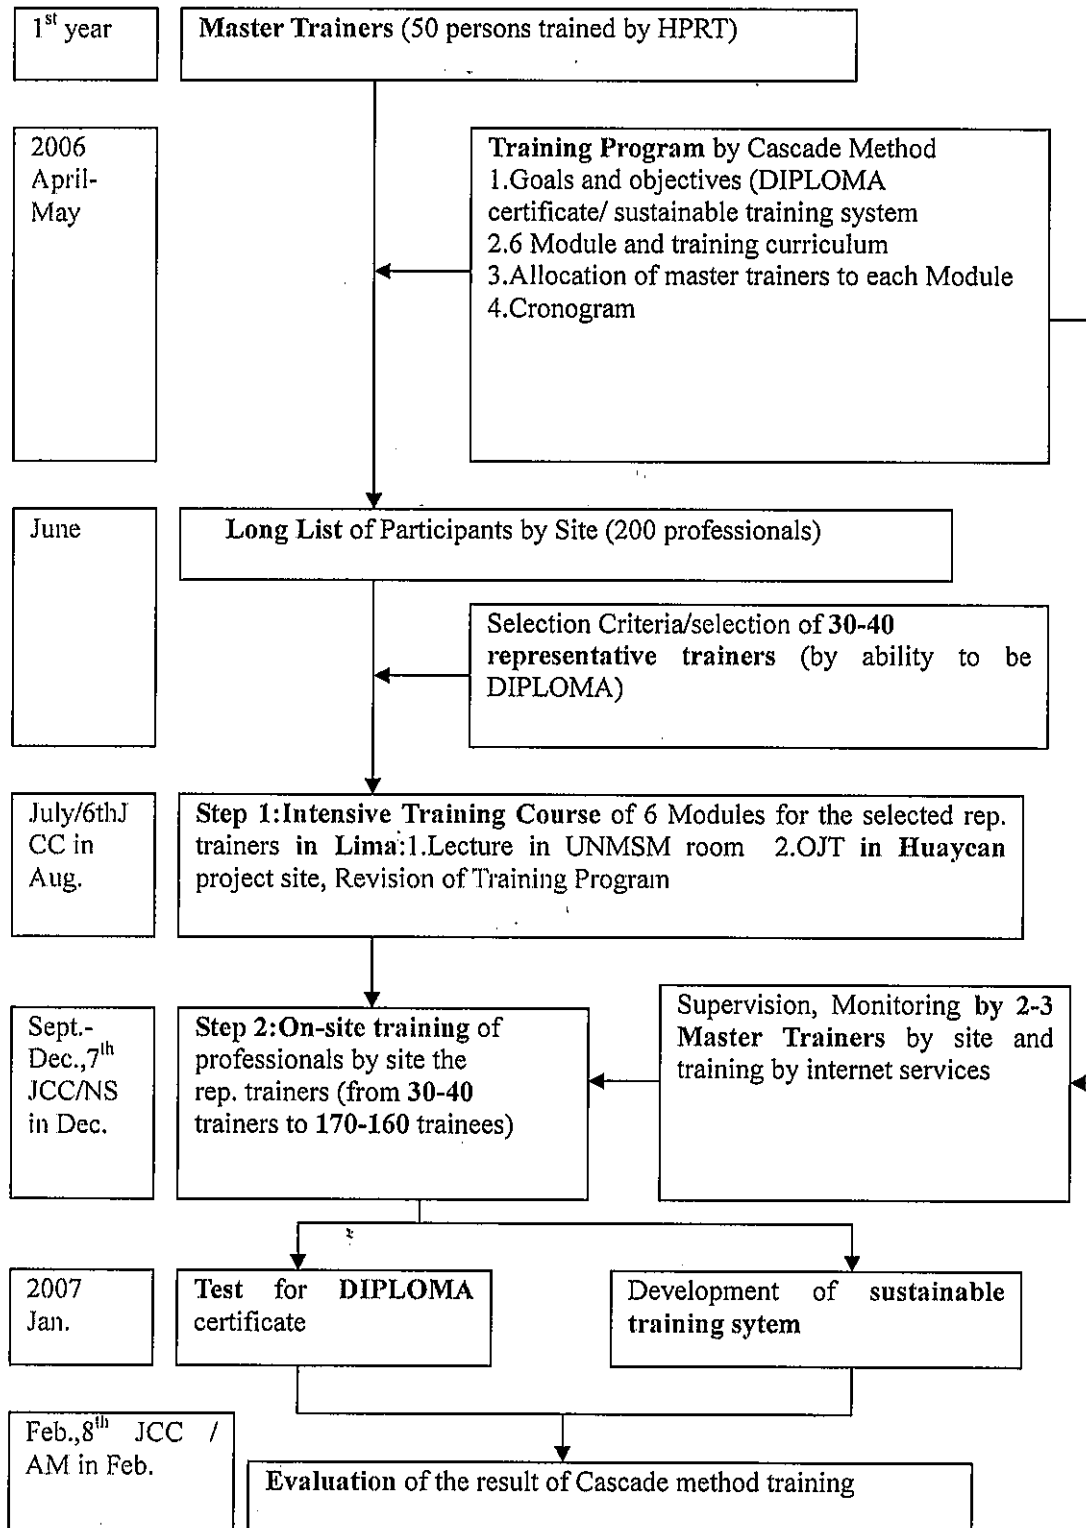 1st year
Master Trainers (50 persons trained by HPRT)
2006
April-
May
Training Program by Cascade Method
1.Goals and objectives (DIPLOMA
certificate/ sustainable training system
2.6 Module and training curriculum
3.Allocation of master trainers to each Module
4.Cronogram
June
Long List of Participants by Site (200 professionals)
Selection Criteria/selection of 30-40
representative trainers (by ability to be
DIPLOMA)
July/6thJ
CC in
Aug.
Step 1:Intensive Training Course of 6 Modules for the selected rep.
trainers in Lima:1.Lecture in UNMSM room 2.OJT in Huaycan
project site, Revision of Training Program
Sept.-
Dec.,7th
JCC/NS
in Dec.
Step 2:On-site training of
professionals by site the
rep. trainers (from 30-40
trainers to 170-160 trainees)
Supervision, Monitoring by 2-3
Master Trainers by site and
training by internet services
2007
Jan.
Test for DIPLOMA
certificate
Development of sustainable
training sytem
Feb.,8th JCC /
AM in Feb.
Evaluation of the result of Cascade method training